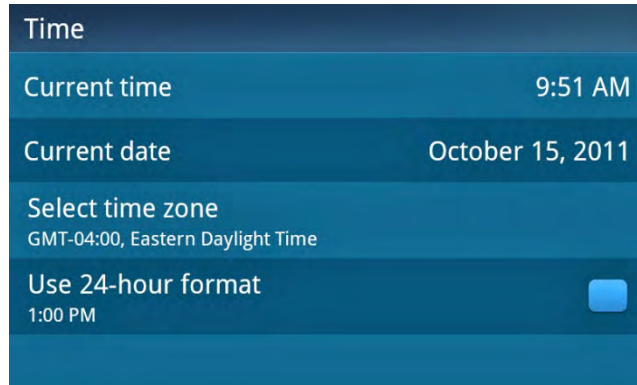 Time
Current time 9:51 AM
Current date October 15, 2011
Select time zone
GMT-04:00, Eastern Daylight Time
Use 24-hour format
1:00 PM